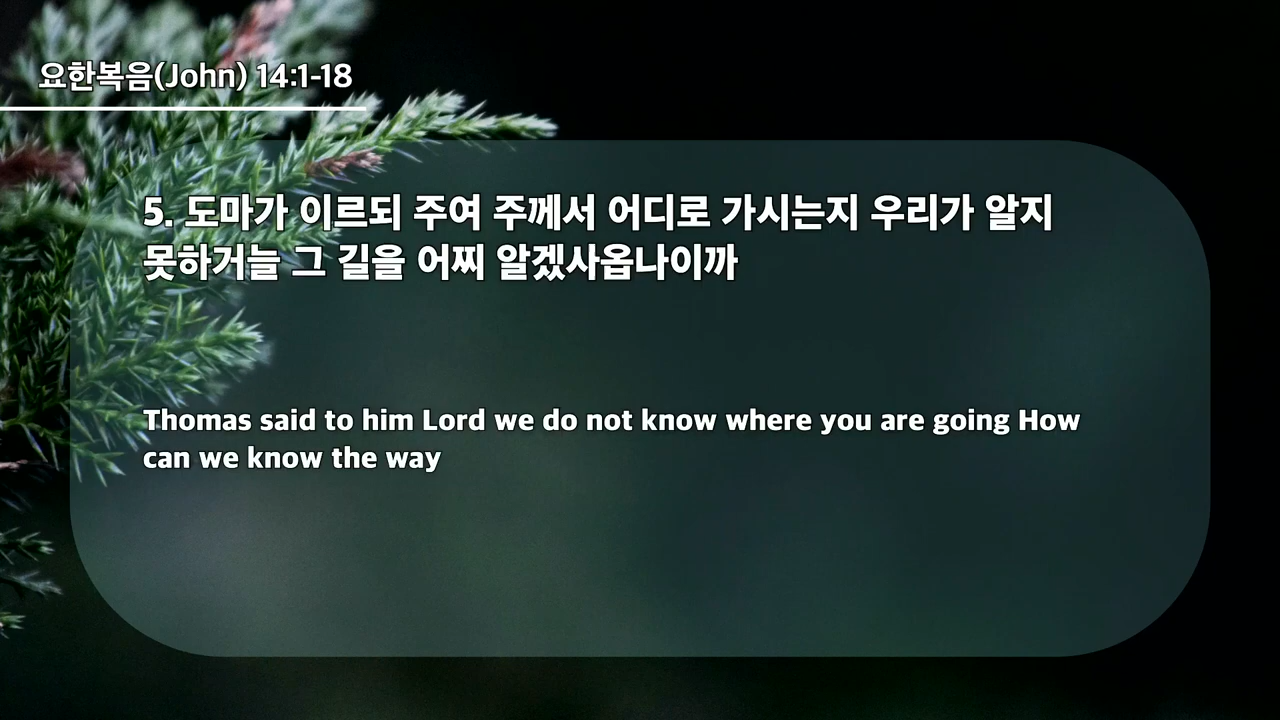 요한복음(John) 14:1-18
5. 도마가 이르되 주여 주께서 어디로 가시는지 우리가 알지
못하거늘 그 길을 어찌 알겠사옵나이까
Thomas said to him Lord we do not know where you are going How
can we know the way